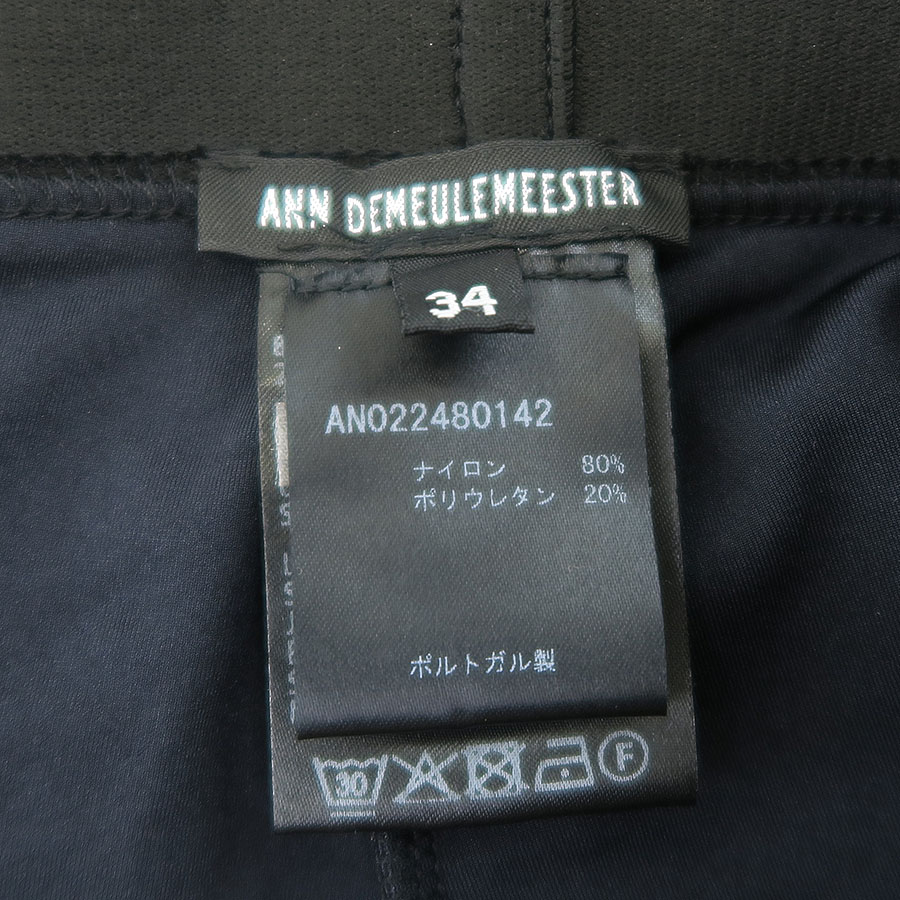 ANN DEMEULEMEESTER
34
AN022480142
ナイロン 80%
ポリウレタン 20%
ポルトガル製
30 F